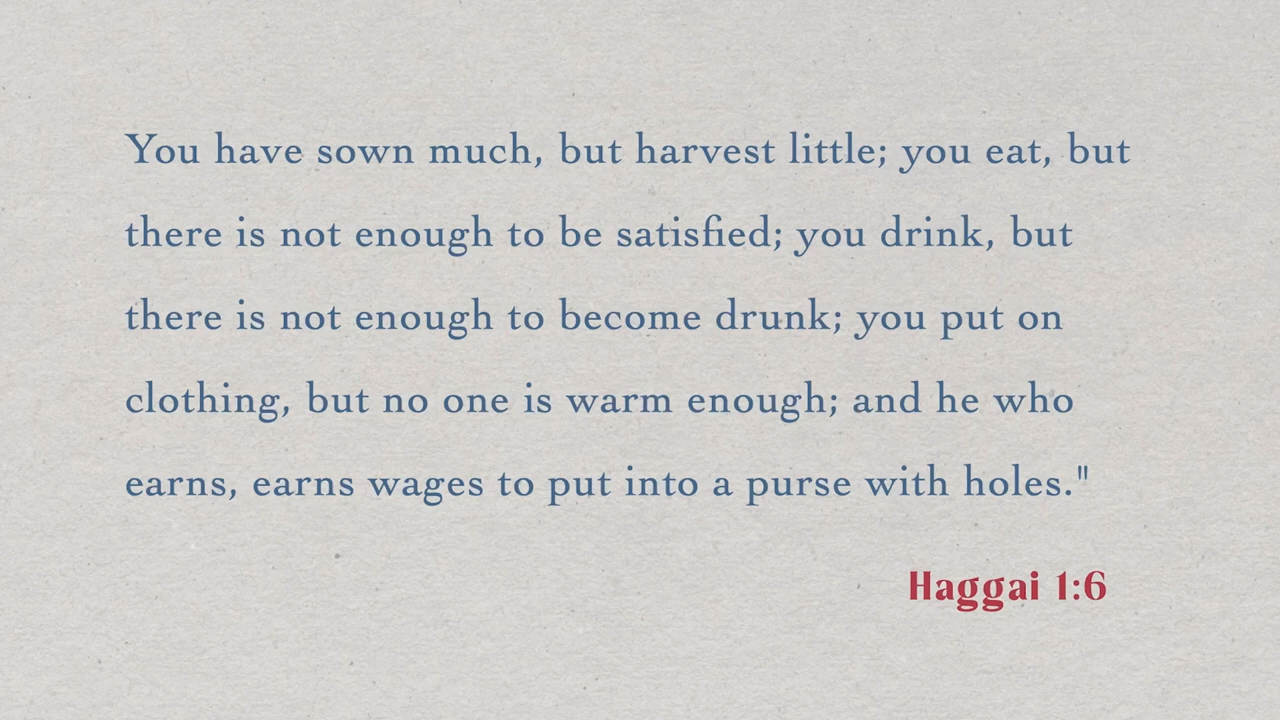 You have sown much, but harvest little; you eat, but
there is not enough to be satisfied; you drink, but
there is not enough to become drunk; you put on
clothing, but no one is warm enough; and he who
earns, earns wages to put into a purse with holes."
Haggai 1:6